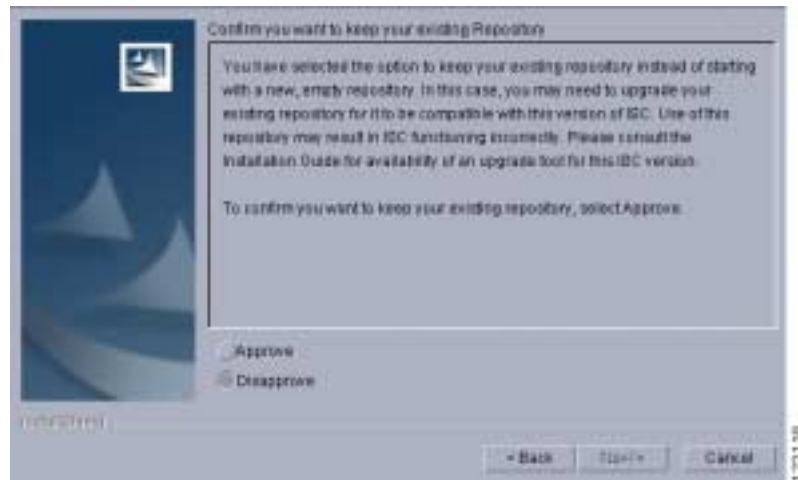 Confirm you want to keep your existing Repository
You have selected the option to keep your existing repository instead of starting
with a new, empty repository. In this case, you may need to upgrade your
existing repository for it to be compatible with this version of ISC. Use of this
repository may result in ISC functioning incorrectly. Please consult the
Installation Guide for availability of an upgrade tool for this ISC version.
To confirm you want to keep your existing repository, select Approve.
Approve
Disapprove
InstallShield
< Back
Next >
Cancel